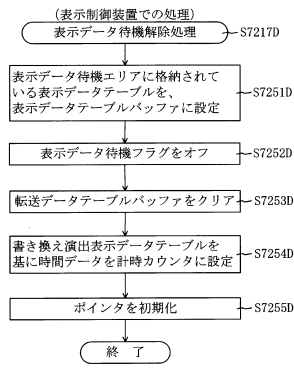 (表示制御装置での処理)
表示データ待機解除処理
S7217D
表示データ待機エリアに格納されて
いる表示データテーブルを、
表示データテーブルバッファに設定
S7251D
表示データ待機フラグをオフ
S7252D
転送データテーブルバッファをクリア
S7253D
書き換え演出表示データテーブルを
基に時間データを計時カウンタに設定
S7254D
ポインタを初期化
S7255D
終 了